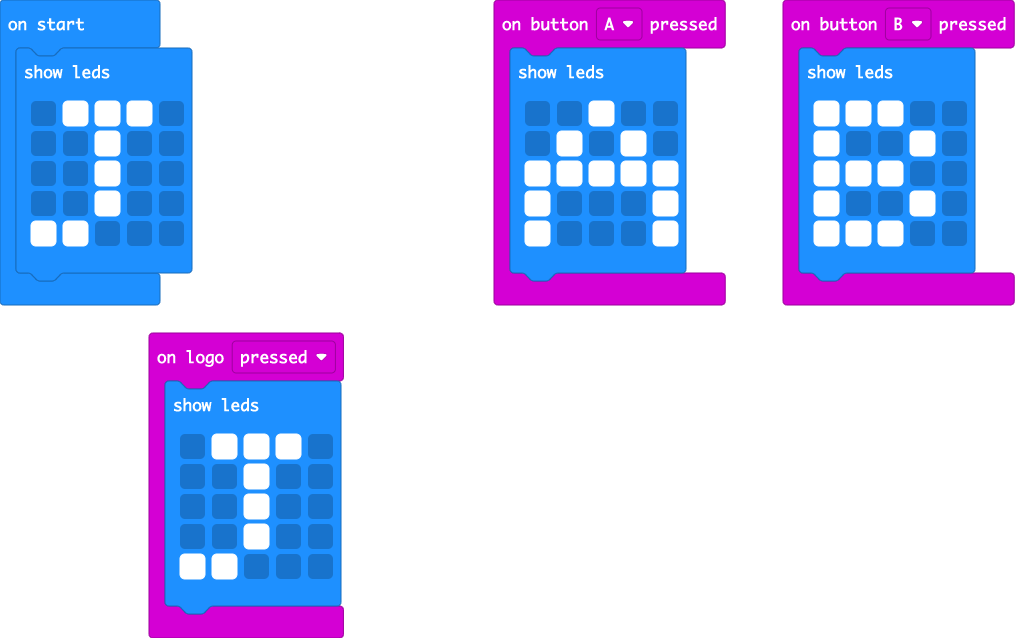 on start
show leds
on button A pressed
show leds
on button B pressed
show leds
on logo pressed
show leds